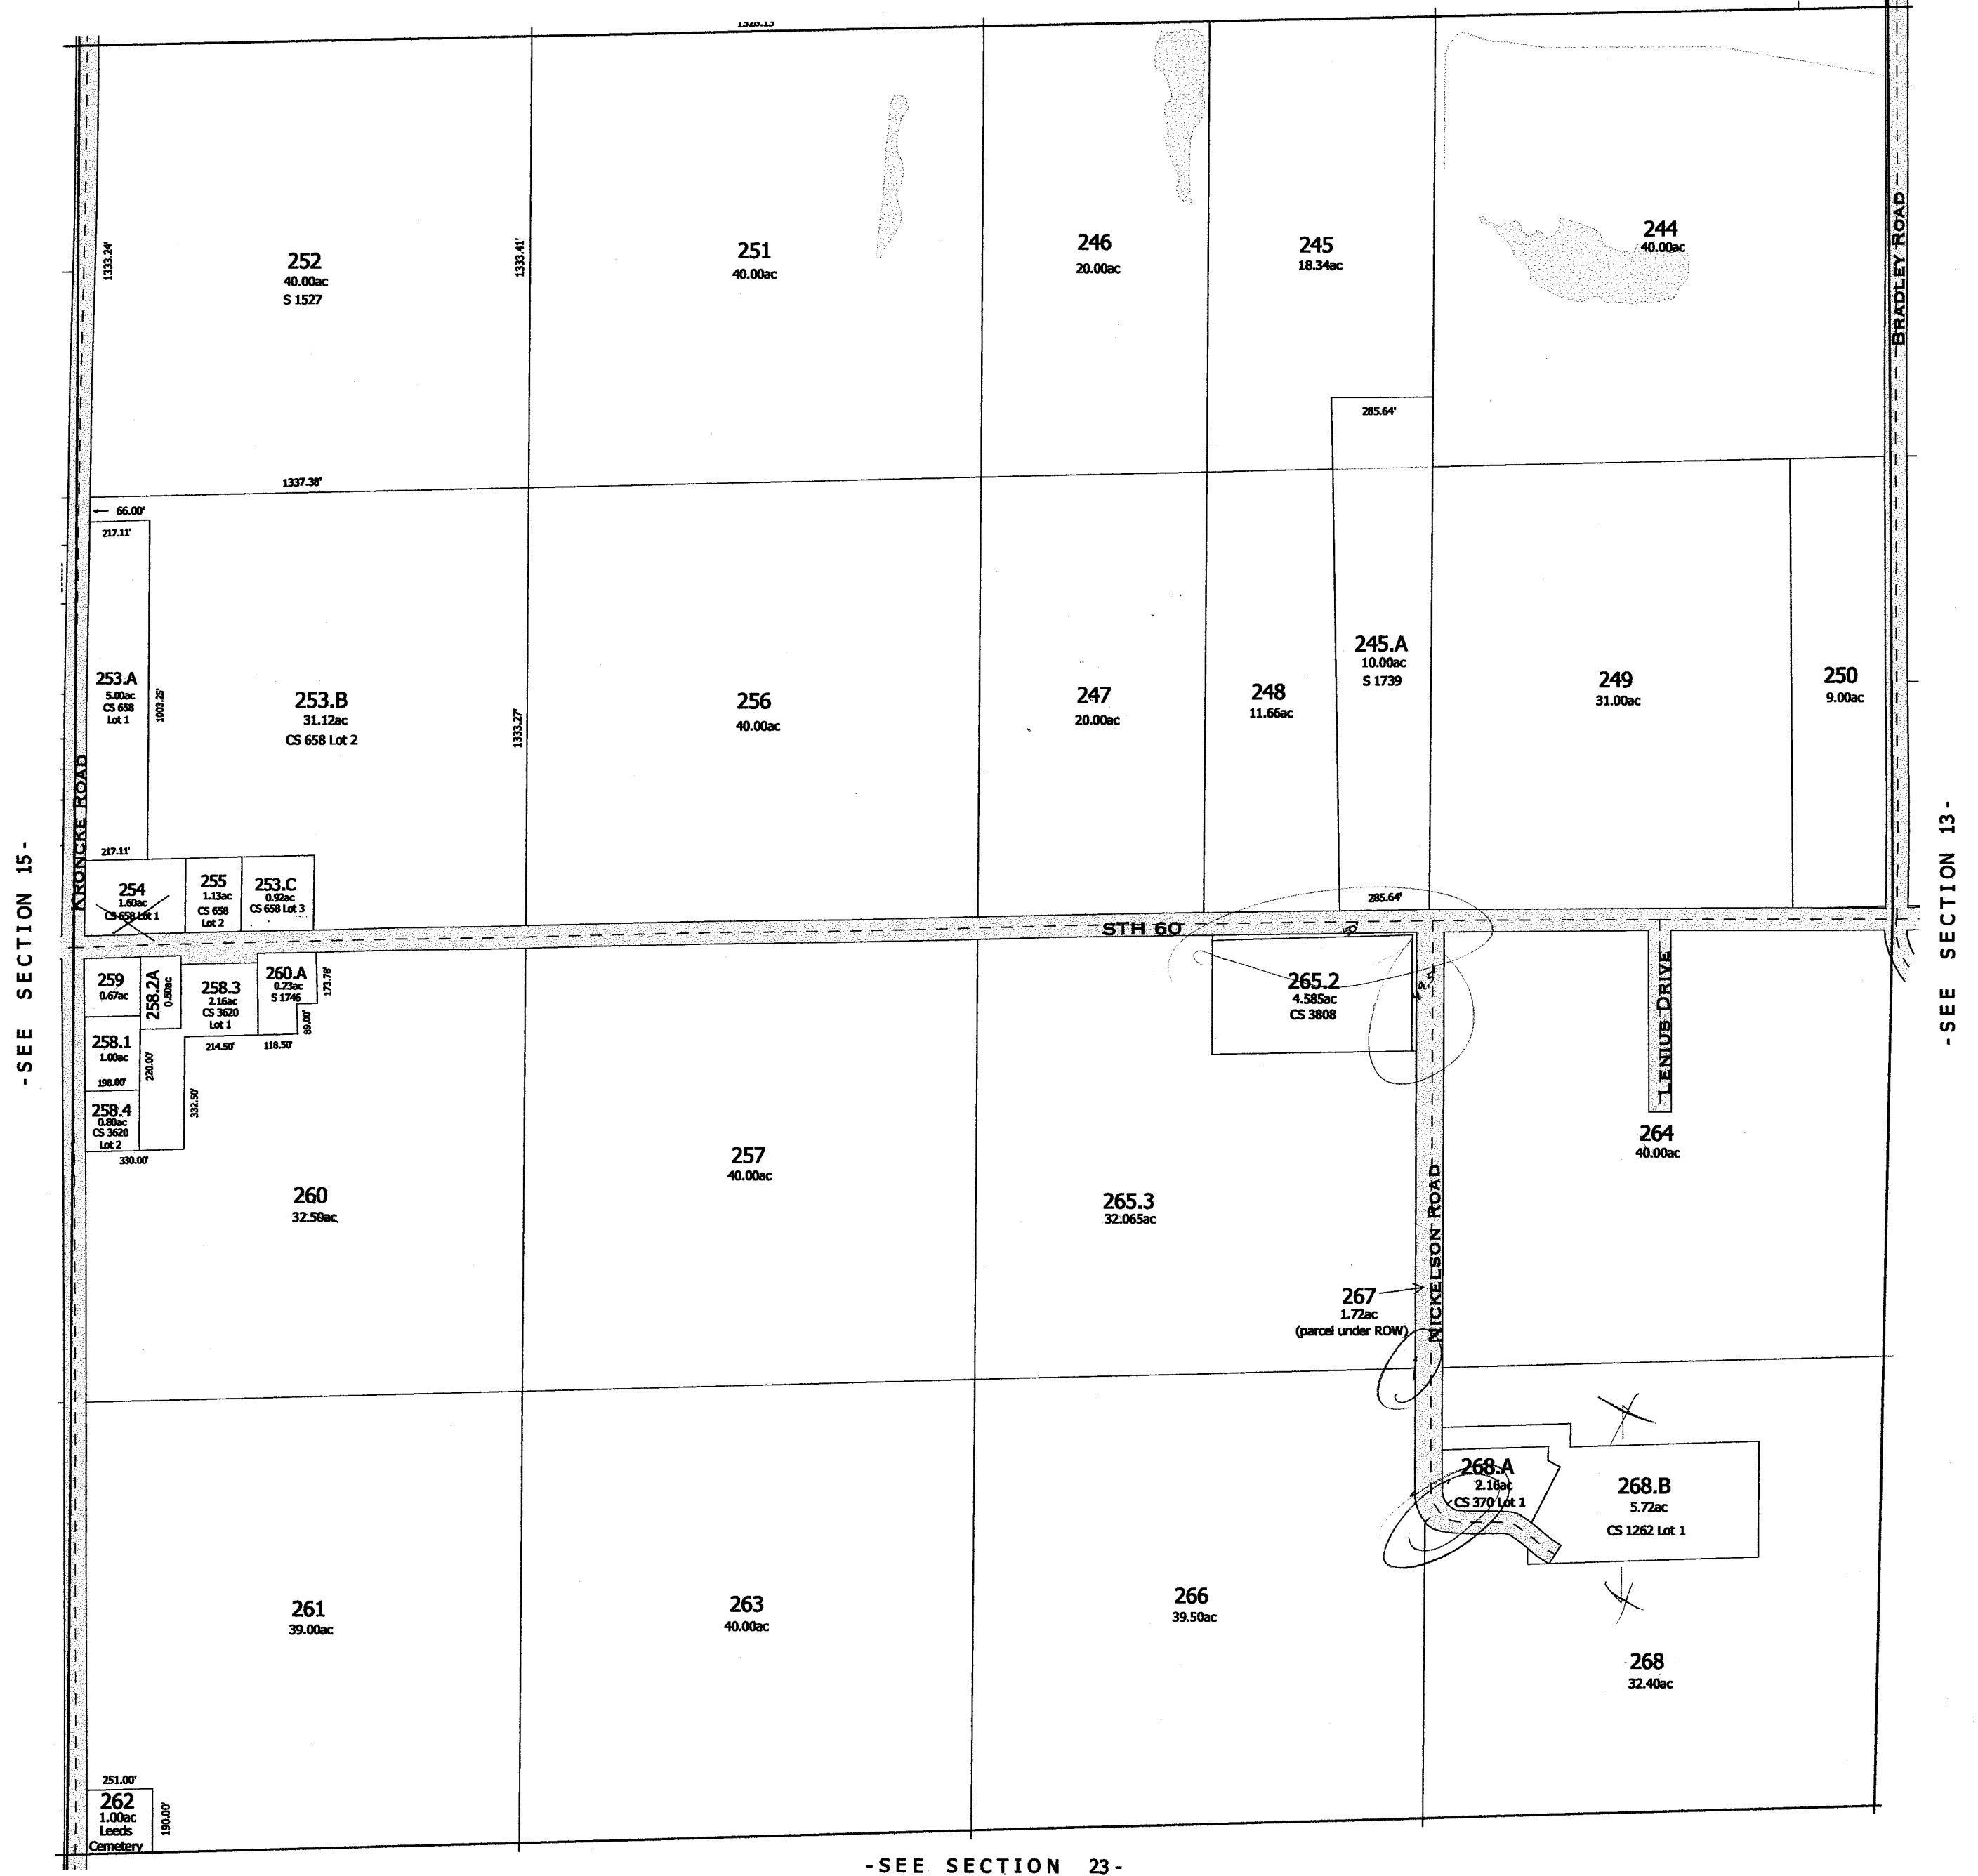 1328.13
BRADLEY ROAD
1333.24'
252
40.00ac
S 1527
1333.41'
251
40.00ac
246
20.00ac
245
18.34ac
244
40.00ac
285.64'
1337.38'
66.00'
217.11'
253.A
5.00ac
CS 658
Lot 1
1003.25'
253.B
31.12ac
CS 658 Lot 2
1333.27'
256
40.00ac
247
20.00ac
248
11.66ac
245.A
10.00ac
S 1739
249
31.00ac
250
9.00ac
KRONCKE ROAD
-SEE SECTION 15-
-SEE SECTION 13-
217.11'
254
1.60ac
CS 658 Lot 1
255
1.13ac
CS 658
Lot 2
253.C
0.92ac
CS 658 Lot 3
285.64'
STH 60
259
0.67ac
258.2A
0.50ac
258.3
2.16ac
CS 3620
Lot 1
260.A
0.23ac
S 1746
173.78'
89.00'
214.50'
118.50'
258.1
1.00ac
198.00'
220.00'
332.50'
258.4
0.80ac
CS 3620
Lot 2
330.00'
265.2
4.585ac
CS 3808
LENIUS DRIVE
264
40.00ac
260
32.50ac
257
40.00ac
265.3
32.065ac
NICKELSON ROAD
267
1.72ac
(parcel under ROW)
268.A
2.16ac
CS 370 Lot 1
268.B
5.72ac
CS 1262 Lot 1
261
39.00ac
263
40.00ac
266
39.50ac
268
32.40ac
251.00'
262
1.00ac
Leeds
Cemetery
190.00'
-SEE SECTION 23-